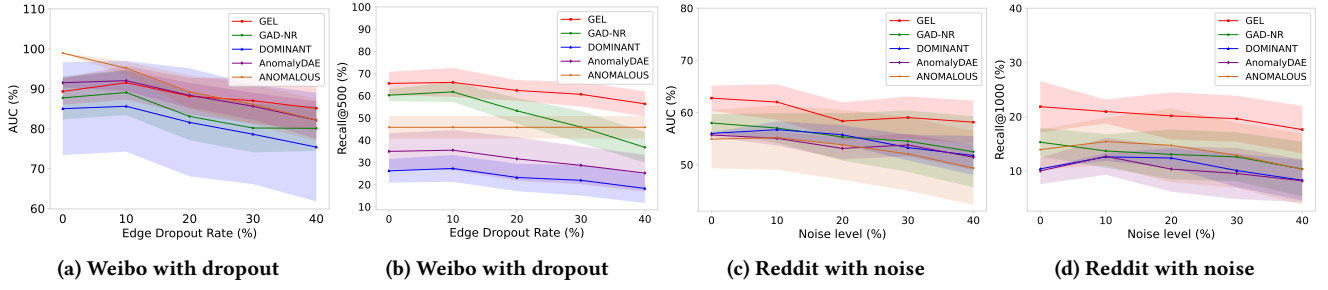 110
100
90
80
70
60
0 10 20 30 40
AUC (%)
Edge Dropout Rate (%)
GEL
GAD-NR
DOMINANT
AnomalyDAE
ANOMALOUS
(a) Weibo with dropout
100
90
80
70
60
50
40
30
20
10
0 10 20 30 40
Recall@500 (%)
Edge Dropout Rate (%)
GEL
GAD-NR
DOMINANT
AnomalyDAE
ANOMALOUS
(b) Weibo with dropout
80
70
60
50
0 10 20 30 40
AUC (%)
Noise level (%)
GEL
GAD-NR
DOMINANT
AnomalyDAE
ANOMALOUS
(c) Reddit with noise
40
30
20
10
0 10 20 30 40
Recall@1000 (%)
Noise level (%)
GEL
GAD-NR
DOMINANT
AnomalyDAE
ANOMALOUS
(d) Reddit with noise